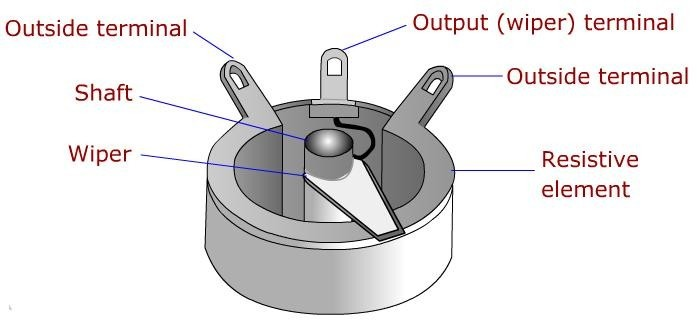 Output (wiper) terminal
Outside terminal
Outside terminal
Shaft
Wiper
Resistive
element